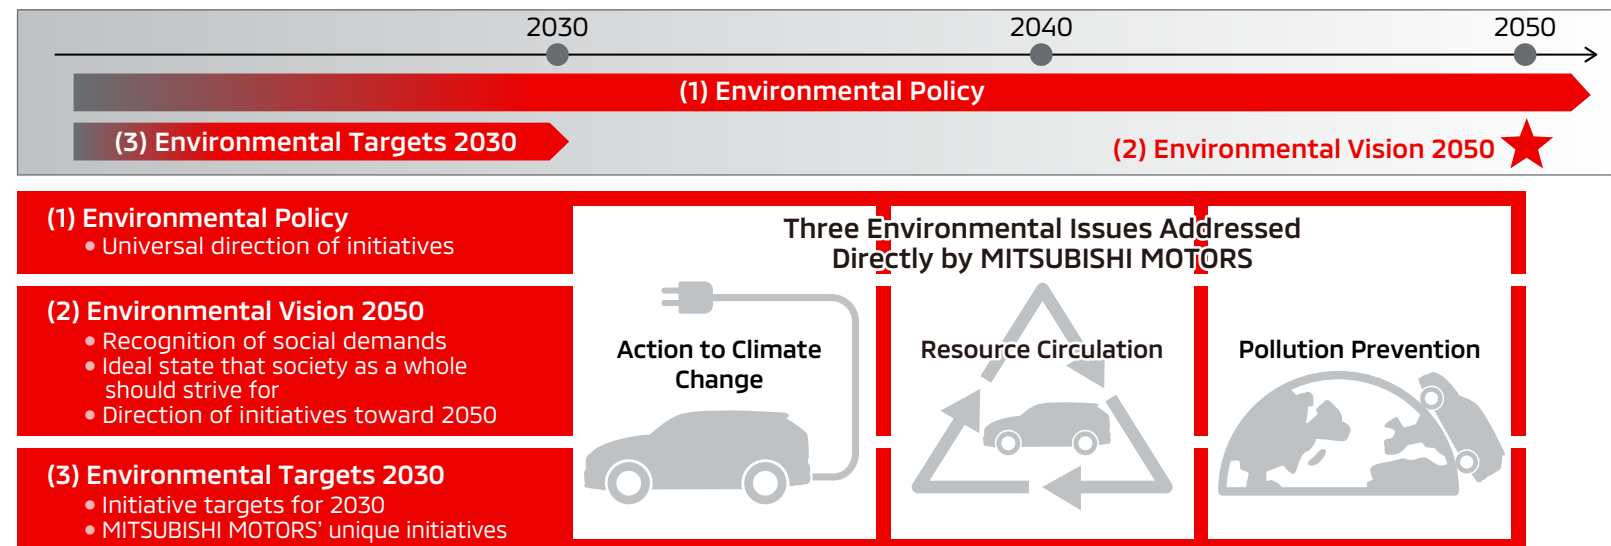 2030
2040
2050
(1) Environmental Policy
(3) Environmental Targets 2030
(2) Environmental Vision 2050
(1) Environmental Policy
• Universal direction of initiatives
(2) Environmental Vision 2050
• Recognition of social demands
• Ideal state that society as a whole
should strive for
• Direction of initiatives toward 2050
(3) Environmental Targets 2030
• Initiative targets for 2030
• MITSUBISHI MOTORS’ unique initiatives
Three Environmental Issues Addressed
Directly by MITSUBISHI MOTORS
Action to Climate
Change
Resource Circulation
Pollution Prevention